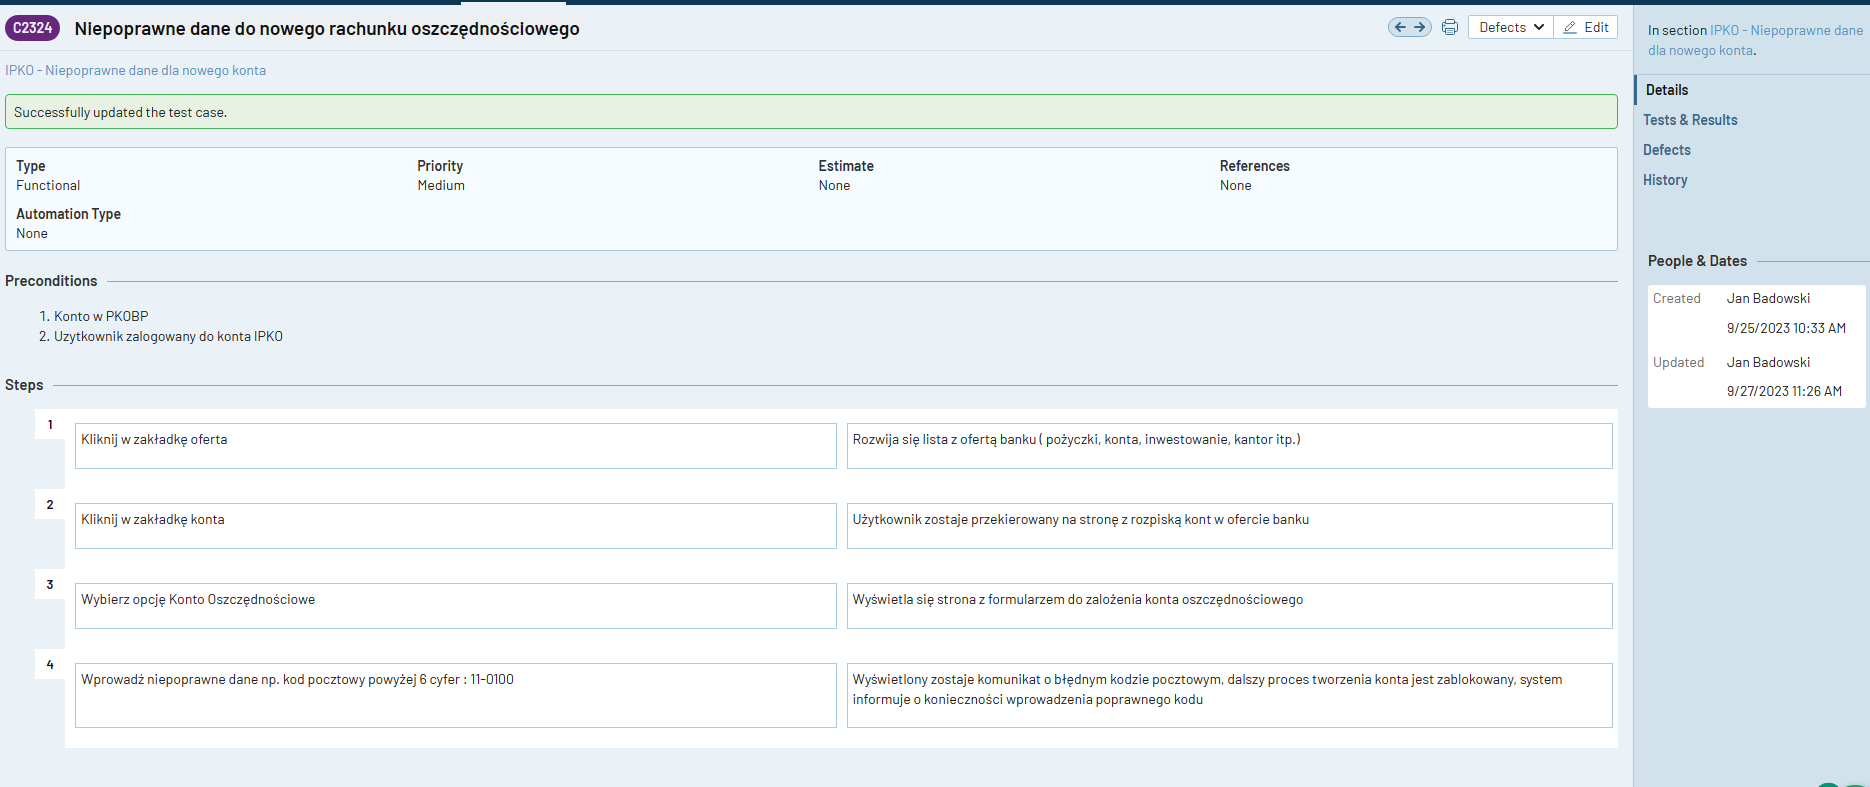 C2324 Niepoprawne dane do nowego rachunku oszczędnościowego
Defects Edit
IPKO - Niepoprawne dane dla nowego konta
Successfully updated the test case.
Type Priority Estimate References
Functional Medium None None
Automation Type
None
Preconditions
1. Konto w PKOBP
2. Uzytkownik zalogowany do konta IPKO
Steps
1
Kliknij w zakładkę oferta
Rozwija się lista z ofertą banku ( pożyczki, konta, inwestowanie, kantor itp.)
2
Kliknij w zakładkę konta
Użytkownik zostaje przekierowany na stronę z rozpiską kont w ofercie banku
3
Wybierz opcję Konto Oszczędnościowe
Wyświetla się strona z formularzem do zalożenia konta oszczędnościowego
4
Wprowadź niepoprawne dane np. kod pocztowy powyżej 6 cyfer : 11-0100
Wyświetlony zostaje komunikat o błędnym kodzie pocztowym, dalszy proces tworzenia konta jest zablokowany, system
informuje o konieczności wprowadzenia poprawnego kodu
In section IPKO - Niepoprawne dane
dla nowego konta.
Details
Tests & Results
Defects
History
People & Dates
Created Jan Badowski
9/25/2023 10:33 AM
Updated Jan Badowski
9/27/2023 11:26 AM